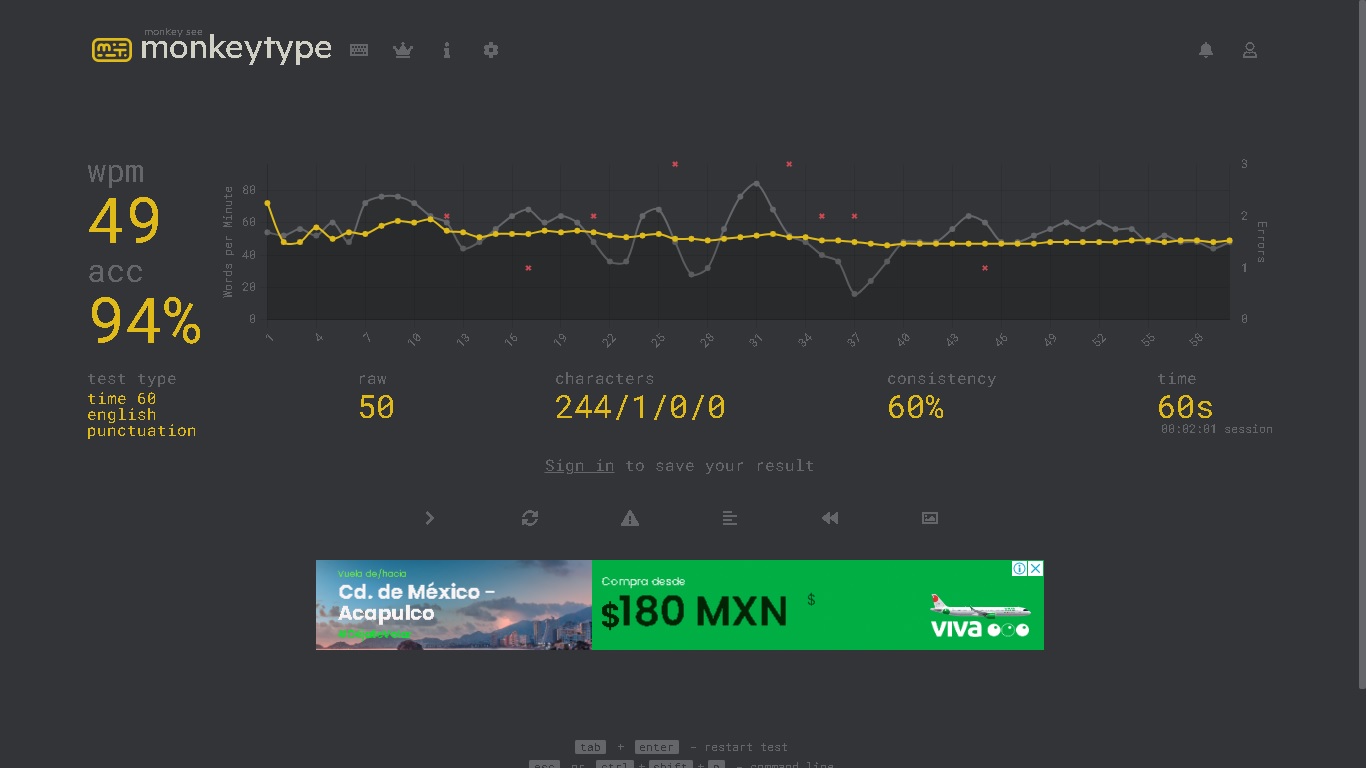 monkey see
monkeytype
wpm
49
acc
94%
Words per Minute
80
60
40
20
0
3
2
1
0
Errors
1 4 7 10 13 16 19 22 25 28 31 34 37 40 43 46 49 52 55 58
test type
time 60
english
punctuation
raw
50
characters
244/1/0/0
consistency
60%
time
60s
00:02:01 session
Sign in to save your result
Vuela de/hacia
Cd. de México –
Acapulco
Compra desde
$180 MXN $
viva
tab + enter - restart test
esc or ctrl + shift + p - command line